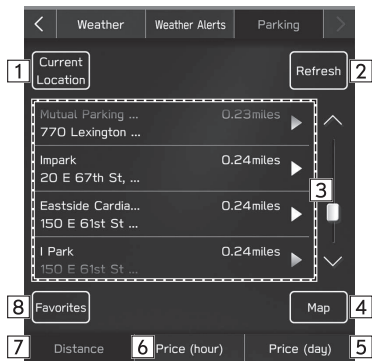 Weather
Weather Alerts
Parking
1
Current
Location
Refresh
2
Mutual Parking ...
0.23miles
770 Lexington ...
Impark
0.24miles
20 E 67th St, ...
3
Eastside Cardia...
0.24miles
150 E 61st St ...
I Park
0.24miles
150 E 61st St ...
8
Favorites
Map
4
7
Distance
6
Price (hour)
Price (day)
5